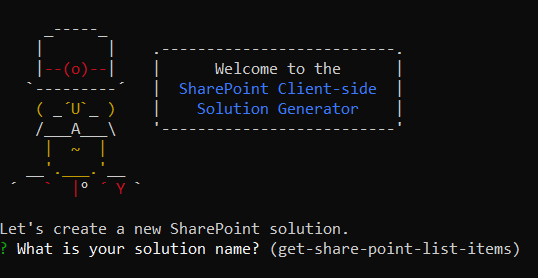 Welcome to the
SharePoint Client-side
Solution Generator
Let's create a new SharePoint solution.
? What is your solution name? (get-share-point-list-items)